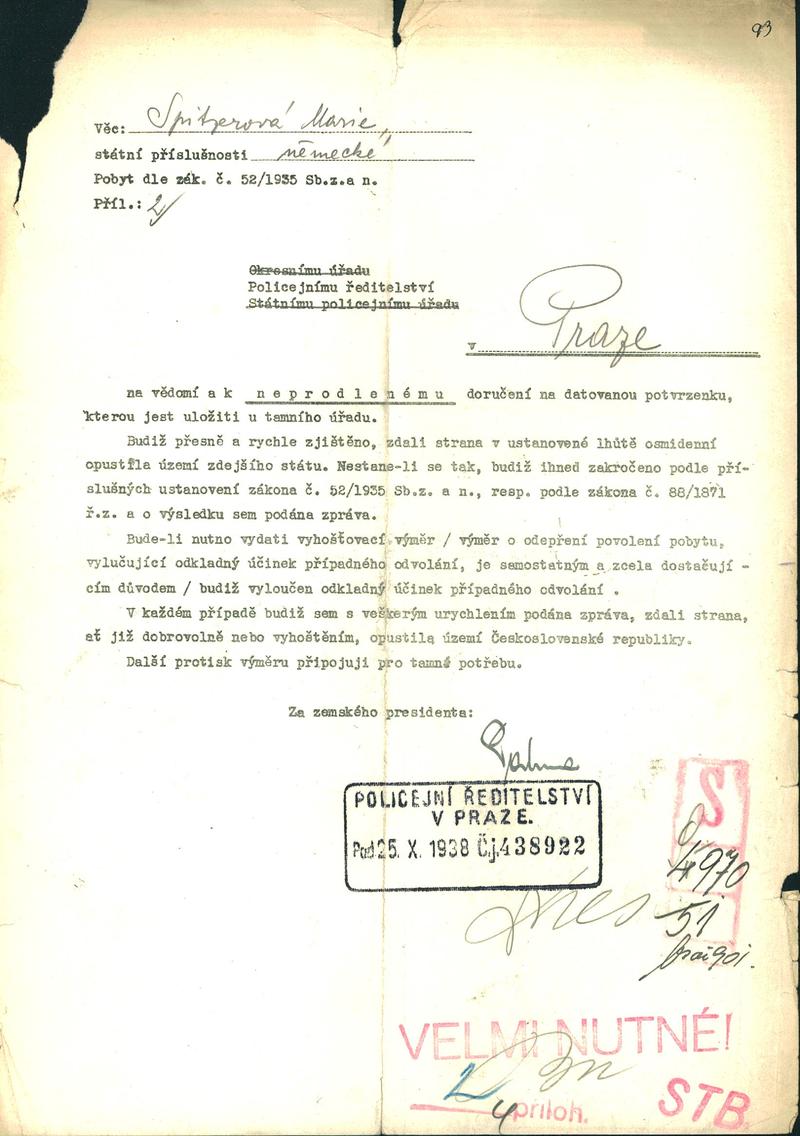 93
Věc: Spitzerová Marie,
státní příslušnosti německé
Pobyt dle zák. č. 52/1935 Sb.z.a n.
Příl.: 2/
Okresnímu úřadu
Policejnímu ředitelství
Státnímu policejnímu úřadu
v Praze
na vědomí a k neprodlenému doručení na datovanou potvrzenku,
kterou jest uložiti u tamního úřadu.
Budiž přesně a rychle zjištěno, zdali strana v ustanovené lhůtě osmidenní
opustila území zdejšího státu. Nestane-li se tak, budiž ihned zakročeno podle pří-
slušných ustanovení zákona č. 52/1935 Sb.z. a n., resp. podle zákona č. 88/1871
ř.z. a o výsledku sem podána zpráva.
Bude-li nutno vydati vyhošťovací výměr / výměr o odepření povolení pobytu,
vylučující odkladný účinek případného odvolání, je samostatným a zcela dostačují -
cím důvodem / budiž vyloučen odkladný účinek případného odvolání .
V každém případě budiž sem s veškerým urychlením podána zpráva, zdali strana,
ať již dobrovolně nebo vyhoštěním, opustila území Československé republiky.
Další protisk výměru připojuji pro tamné potřebu.
Za zemského presidenta:
POLICEJNÍ ŘEDITELSTVÍ
V PRAZE.
Pod 25. X. 1938 Č.j. 438922
S
4970
51
VELMI NUTNÉ!
4 příloh.
STB